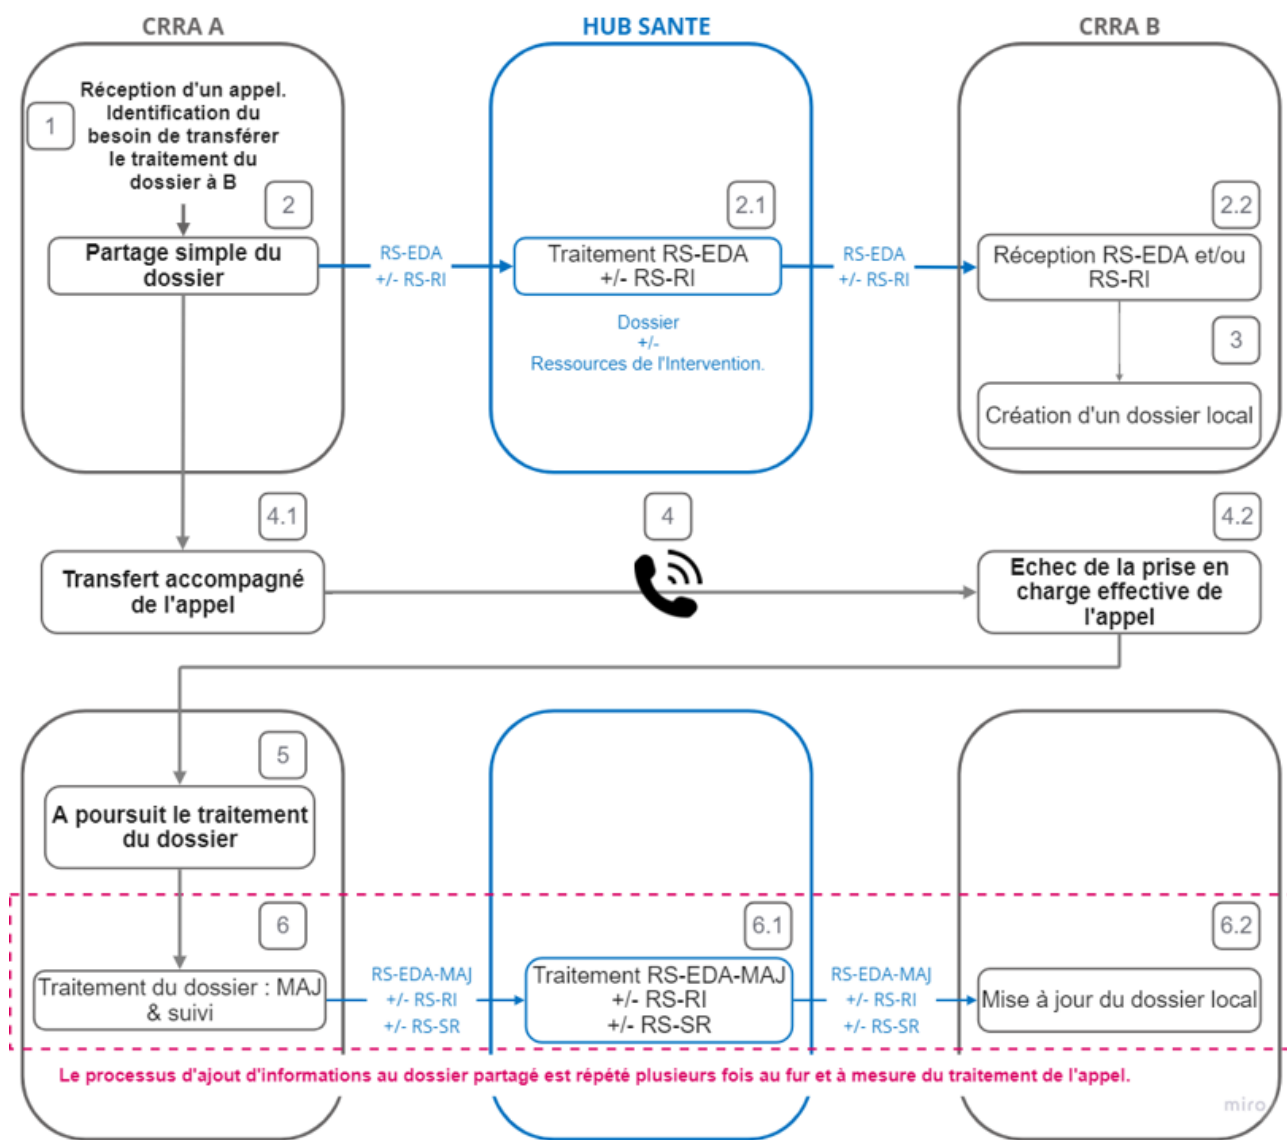 CRRA A
HUB SANTE
CRRA B
1
Réception d'un appel.
Identification du
besoin de transférer
le traitement du
dossier à B
2
2.1
2.2
Partage simple du
dossier
RS-EDA
+/- RS-RI
Traitement RS-EDA
+/- RS-RI
RS-EDA
+/- RS-RI
Réception RS-EDA et/ou
RS-RI
Dossier
+/-
Ressources de l'Intervention.
3
Création d'un dossier local
4.1
4
4.2
Transfert accompagné
de l'appel
Echec de la prise en
charge effective de
l'appel
5
A poursuit le traitement
du dossier
6
6.1
6.2
Traitement du dossier : MAJ
& suivi
RS-EDA-MAJ
+/- RS-RI
+/- RS-SR
Traitement RS-EDA-MAJ
+/- RS-RI
+/- RS-SR
RS-EDA-MAJ
+/- RS-RI
+/- RS-SR
Mise à jour du dossier local
Le processus d'ajout d'informations au dossier partagé est répété plusieurs fois au fur et à mesure du traitement de l'appel.
miro